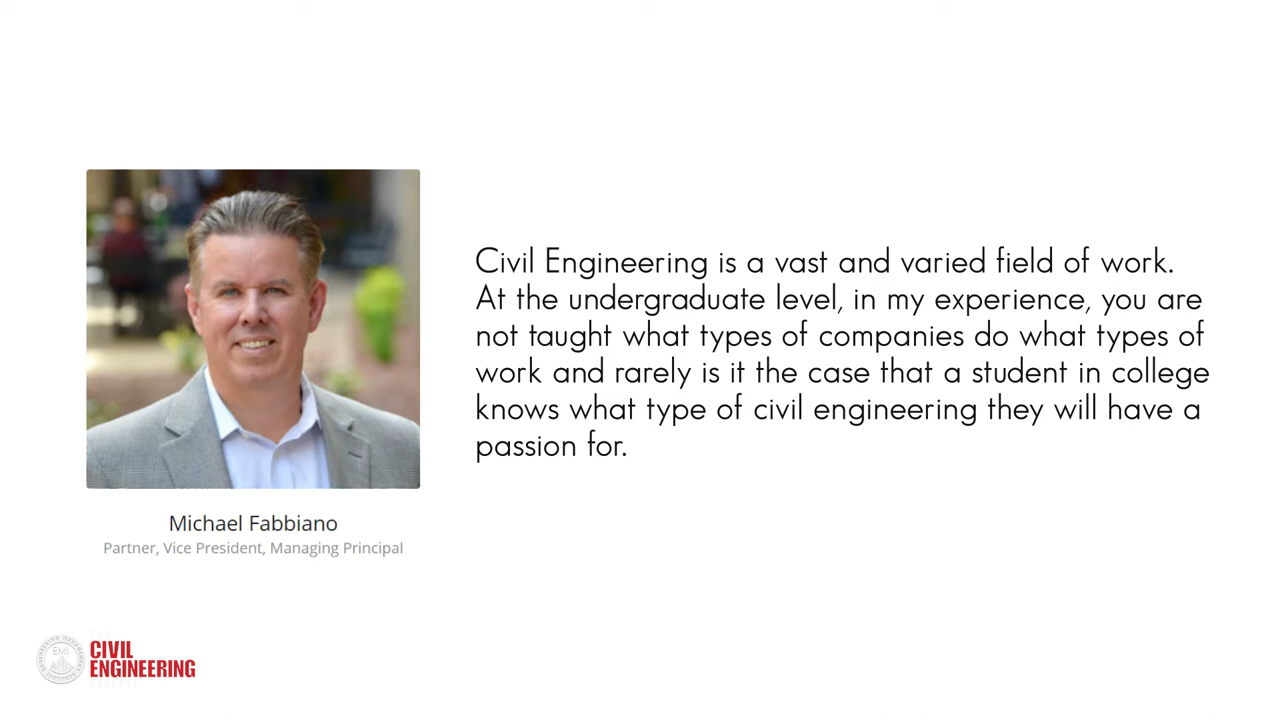 Civil Engineering is a vast and varied field of work.
At the undergraduate level, in my experience, you are
not taught what types of companies do what types of
work and rarely is it the case that a student in college
knows what type of civil engineering they will have a
passion for.
Michael Fabbiano
Partner, Vice President, Managing Principal
EMI
CIVIL
ENGINEERING